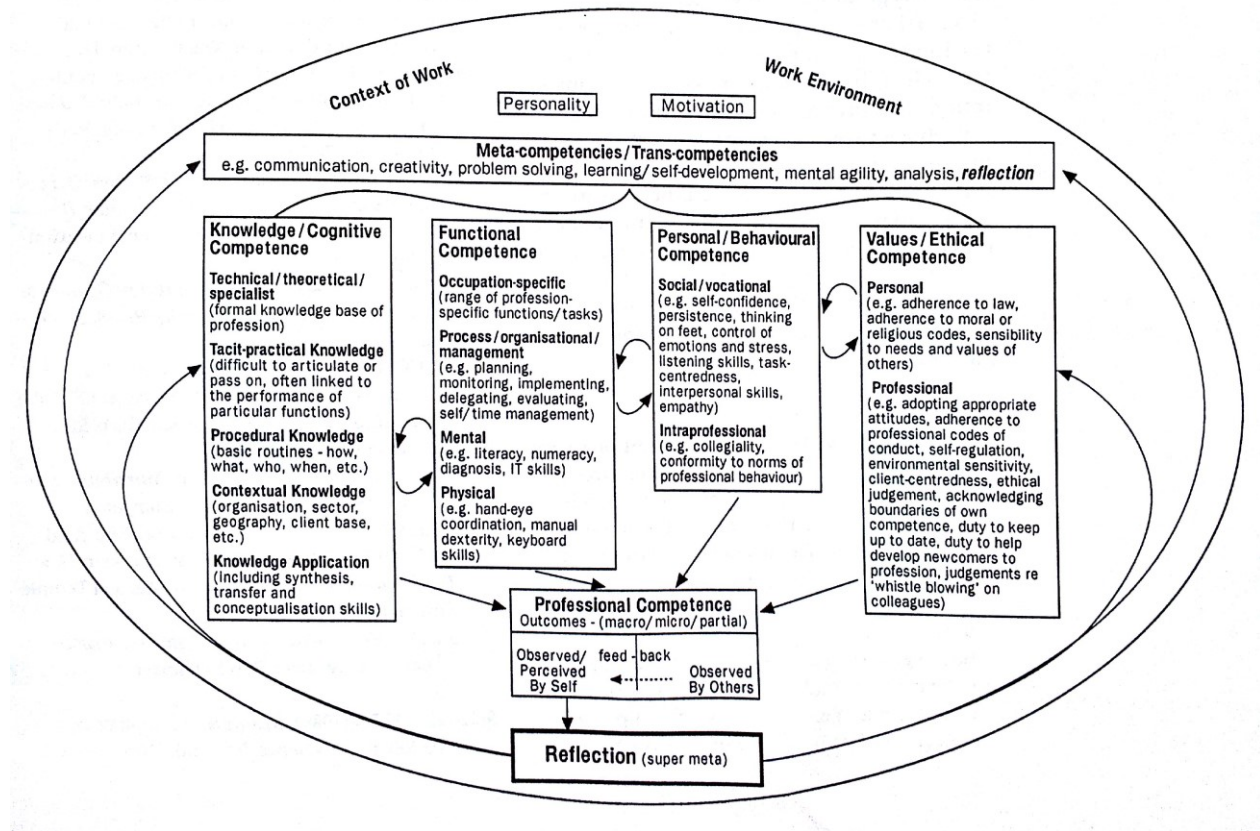 Context of Work
Work Environment
Personality
Motivation
Meta-competencies/Trans-competencies
e.g. communication, creativity, problem solving, learning/self-development, mental agility, analysis, reflection
Knowledge/Cognitive
Competence
Technical/theoretical/
specialist
(formal knowledge base of
profession)
Tacit-practical Knowledge
(difficult to articulate or
pass on, often linked to
the performance of
particular functions)
Procedural Knowledge
(basic routines - how,
what, who, when, etc.)
Contextual Knowledge
(organisation, sector,
geography, client base,
etc.)
Knowledge Application
(including synthesis,
transfer and
conceptualisation skills)
Functional
Competence
Occupation-specific
(range of profession-
specific functions/tasks)
Process/organisational/
management
(e.g. planning,
monitoring, implementing,
delegating, evaluating,
self/time management)
Mental
(e.g. literacy, numeracy,
diagnosis, IT skills)
Physical
(e.g. hand-eye
coordination, manual
dexterity, keyboard
skills)
Personal/Behavioural
Competence
Social/vocational
(e.g. self-confidence,
persistence, thinking
on feet, control of
emotions and stress,
listening skills, task-
centredness,
interpersonal skills,
empathy)
Intraprofessional
(e.g. collegiality,
conformity to norms of
professional behaviour)
Values/Ethical
Competence
Personal
(e.g. adherence to law,
adherence to moral or
religious codes, sensibility
to needs and values of
others)
Professional
(e.g. adopting appropriate
attitudes, adherence to
professional codes of
conduct, self-regulation,
environmental sensitivity,
client-centredness, ethical
judgement, acknowledging
boundaries of own
competence, duty to keep
up to date, duty to help
develop newcomers to
profession, judgements re
'whistle blowing' on
colleagues)
Professional Competence
Outcomes - (macro/micro/partial)
Observed/
Perceived
By Self
feed-back
Observed
By Others
Reflection (super meta)